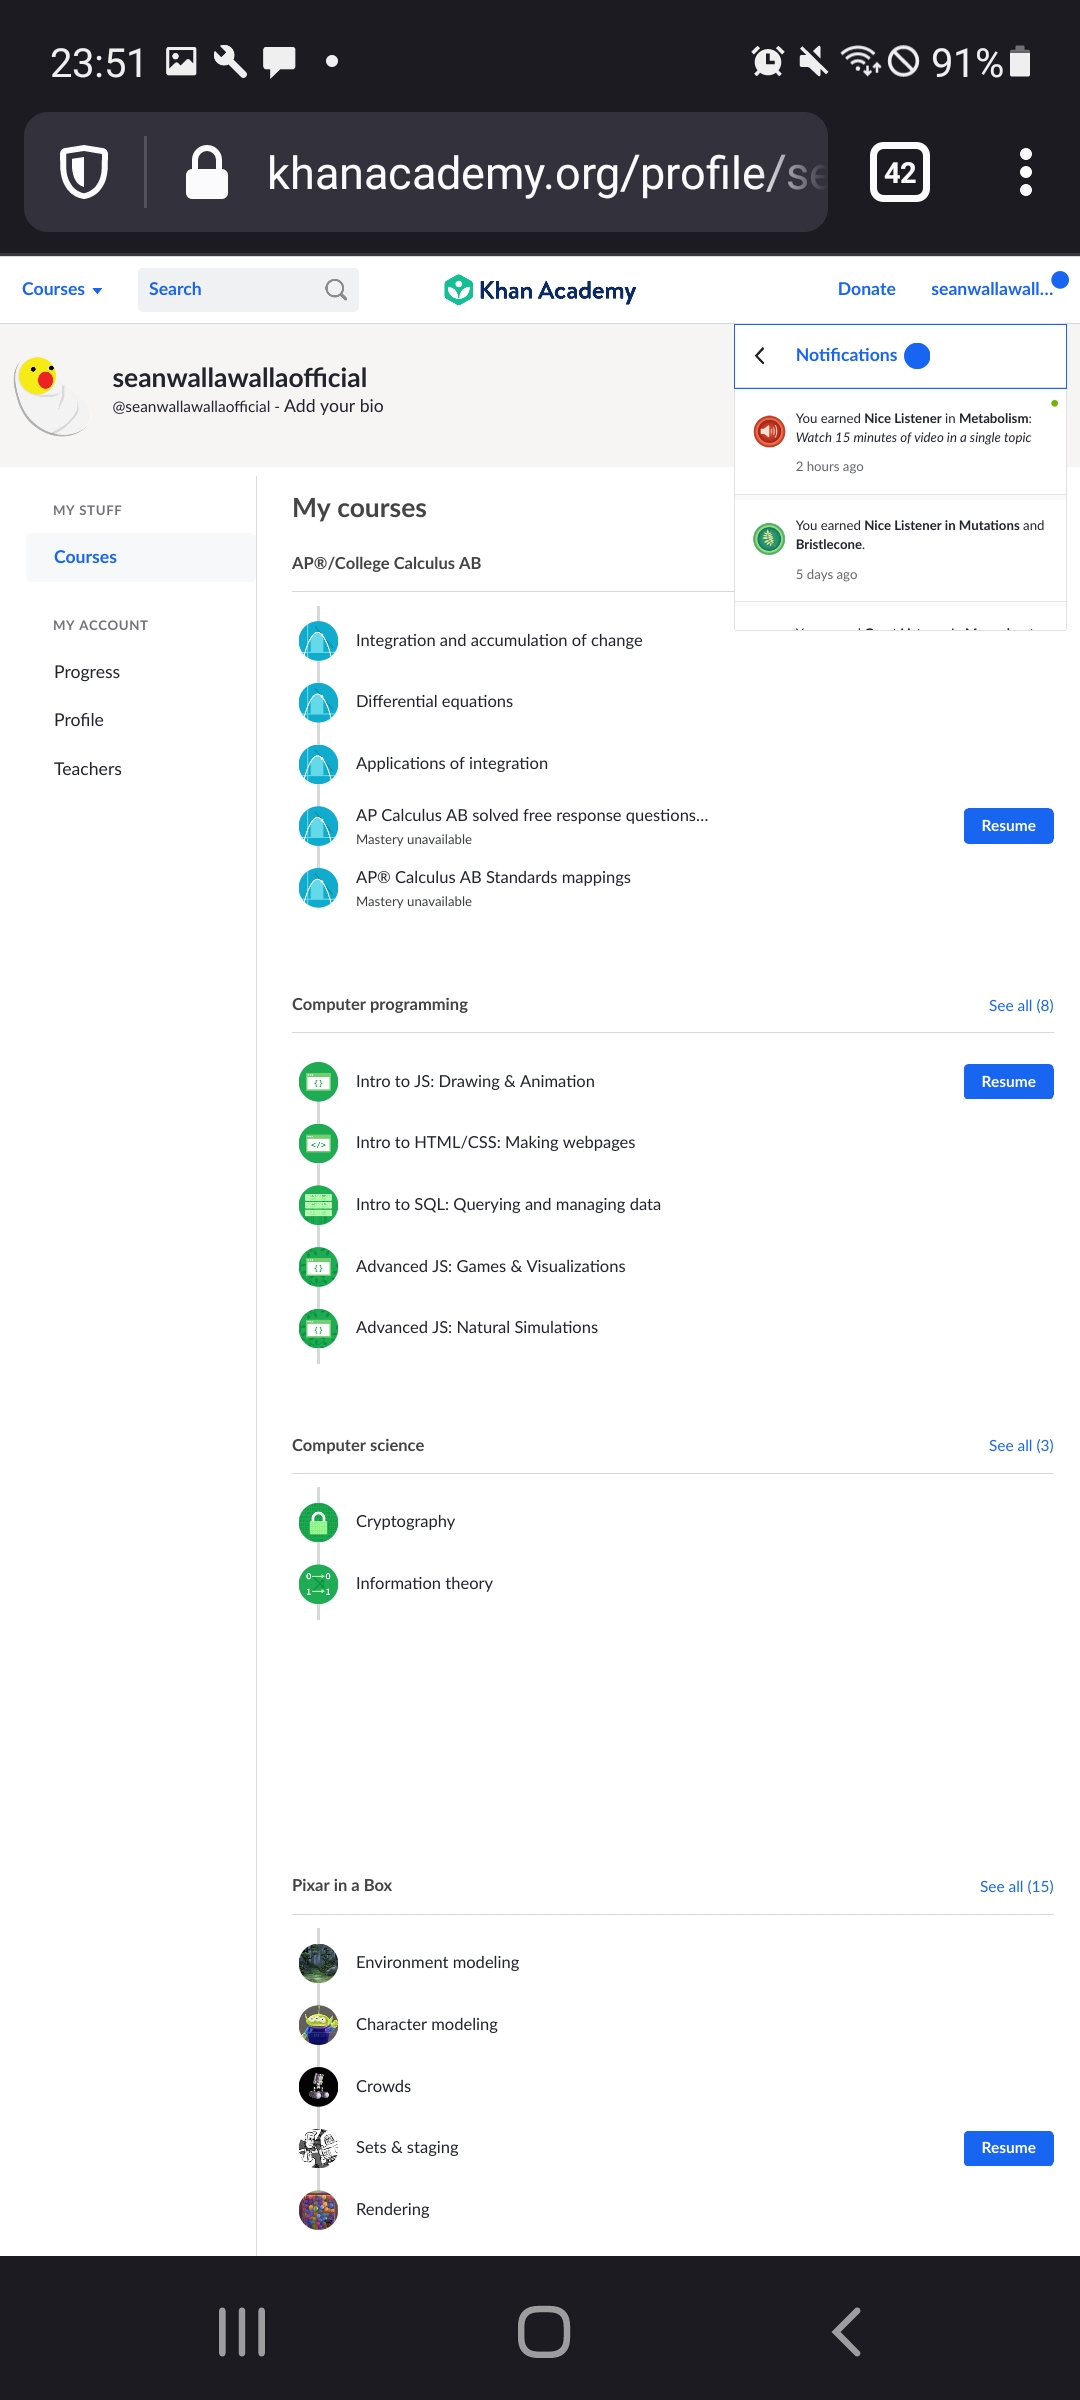 23:51
91%
khanacademy.org/profile/se
42
Courses
Search
Khan Academy
Donate
seanwallawall...
seanwallawallaofficial
@seanwallawallaofficial - Add your bio
Notifications
You earned Nice Listener in Metabolism:
Watch 15 minutes of video in a single topic
2 hours ago
You earned Nice Listener in Mutations and
Bristlecone.
5 days ago
MY STUFF
Courses
MY ACCOUNT
Progress
Profile
Teachers
My courses
AP®/College Calculus AB
Integration and accumulation of change
Differential equations
Applications of integration
AP Calculus AB solved free response questions...
Mastery unavailable
Resume
AP® Calculus AB Standards mappings
Mastery unavailable
Computer programming
See all (8)
Intro to JS: Drawing & Animation
Resume
Intro to HTML/CSS: Making webpages
Intro to SQL: Querying and managing data
Advanced JS: Games & Visualizations
Advanced JS: Natural Simulations
Computer science
See all (3)
Cryptography
Information theory
Pixar in a Box
See all (15)
Environment modeling
Character modeling
Crowds
Sets & staging
Resume
Rendering